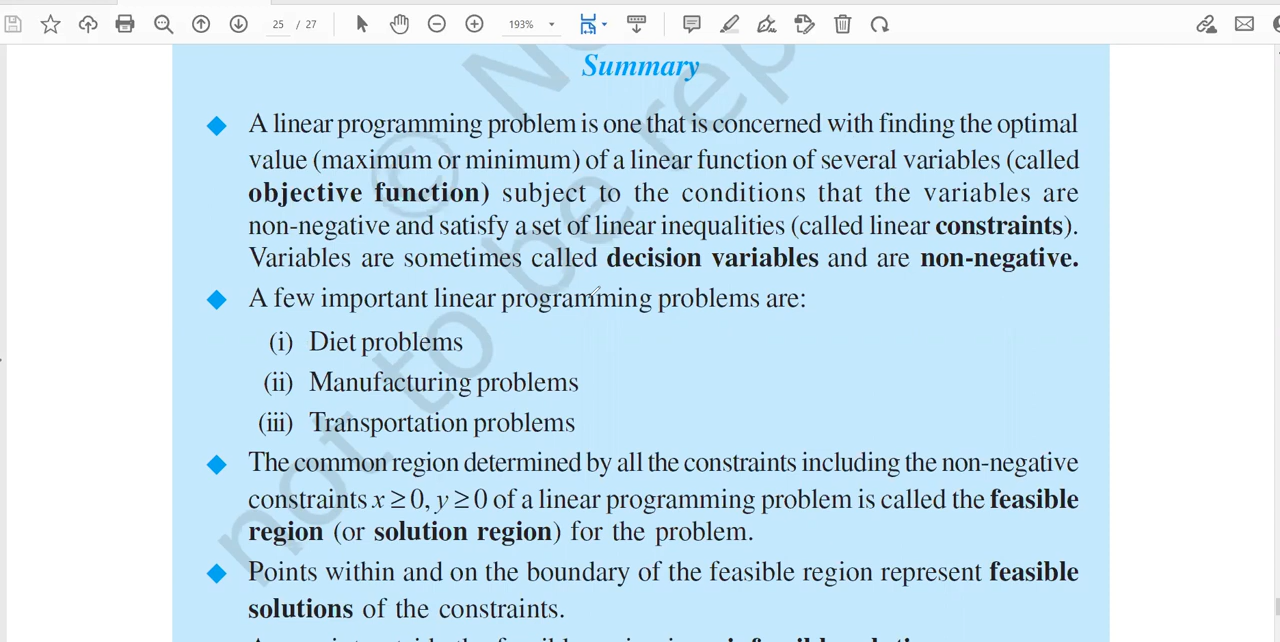 25 / 27
193%
Summary
A linear programming problem is one that is concerned with finding the optimal
value (maximum or minimum) of a linear function of several variables (called
objective function) subject to the conditions that the variables are
non-negative and satisfy a set of linear inequalities (called linear constraints).
Variables are sometimes called decision variables and are non-negative.
A few important linear programming problems are:
(i) Diet problems
(ii) Manufacturing problems
(iii) Transportation problems
The common region determined by all the constraints including the non-negative
constraints x ≥ 0, y ≥ 0 of a linear programming problem is called the feasible
region (or solution region) for the problem.
Points within and on the boundary of the feasible region represent feasible
solutions of the constraints.
© N
not to be rep